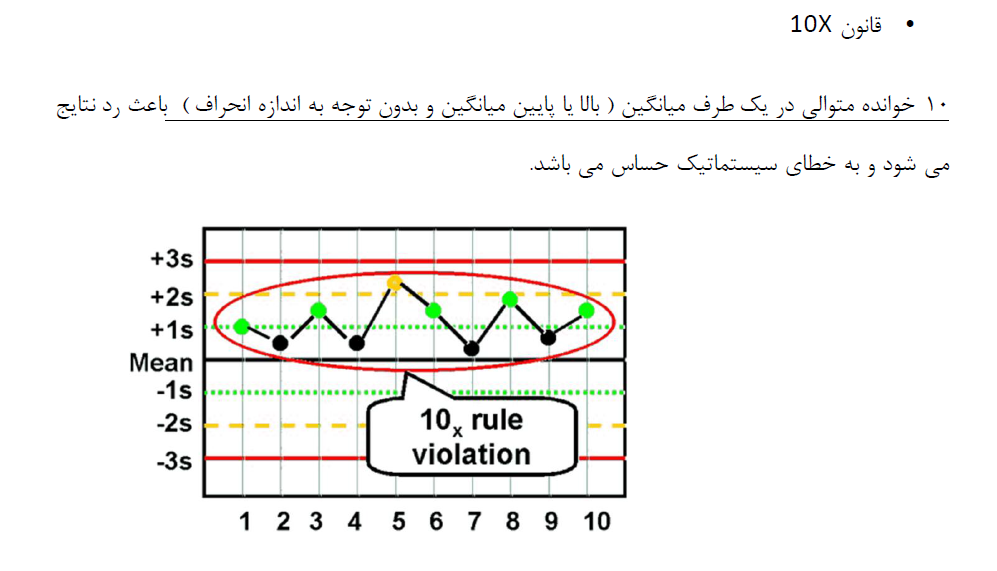 • قانون 10X
۱۰ خوانده متوالی در یک طرف میانگین ( بالا یا پایین میانگین و بدون توجه به اندازه انحراف ) باعث رد نتایج
می شود و به خطای سیستماتیک حساس می باشد.
+3s
+2s
+1s
Mean
-1s
-2s
-3s
10x rule
violation
1 2 3 4 5 6 7 8 9 10